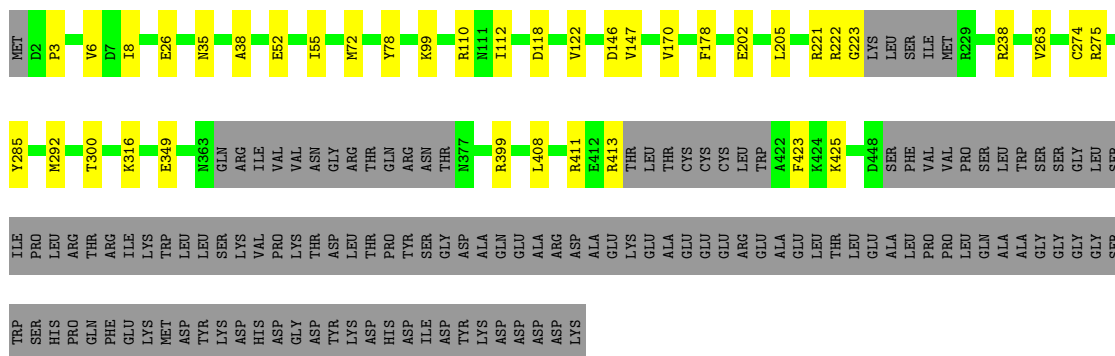 MET D2 P3 V6 D7 I8 E26 N35 A38 E52 I55 M72 Y78 K99 R110 N111 I112 D118 V122 D146 V147 V170 F178 E202 L205 R221 R222 G223 LYS LEU SER ILE MET R229 R238 V263 C274 R275
Y285 M292 T300 K316 E349 N363 GLN ARG ILE VAL VAL ASN GLY ARG THR GLN ARG ASN THR N377 R399 L408 R411 E412 R413 THR LEU THR CYS CYS CYS LEU TRP A422 F423 K424 K425 D448 SER PHE VAL VAL PRO SER LEU TRP SER SER GLY LEU SER
ILE PRO LEU ARG THR ARG ILE LYS TRP LEU LEU SER LYS VAL PRO LYS THR ASP LEU THR PRO TYR SER GLY ASP ALA GLN GLU ALA ARG ASP ALA GLU LYS GLU ALA GLU GLU GLU ARG GLU ALA GLU LEU THR LEU GLU ALA LEU PRO PRO LEU GLN ALA ALA GLY GLY GLY GLY SER
TRP SER HIS PRO GLN PHE GLU LYS MET ASP TYR LYS ASP HIS ASP GLY ASP TYR LYS ASP HIS ASP ILE ASP TYR LYS ASP ASP ASP ASP LYS